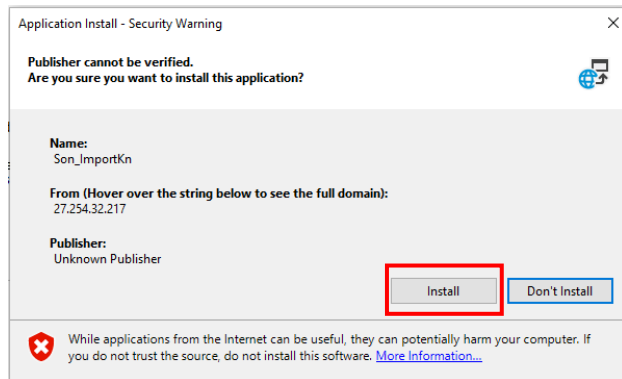 Application Install - Security Warning
Publisher cannot be verified.
Are you sure you want to install this application?
Name:
Son_ImportKn
From (Hover over the string below to see the full domain):
27.254.32.217
Publisher:
Unknown Publisher
Install
Don't Install
While applications from the Internet can be useful, they can potentially harm your computer. If
you do not trust the source, do not install this software. More Information...